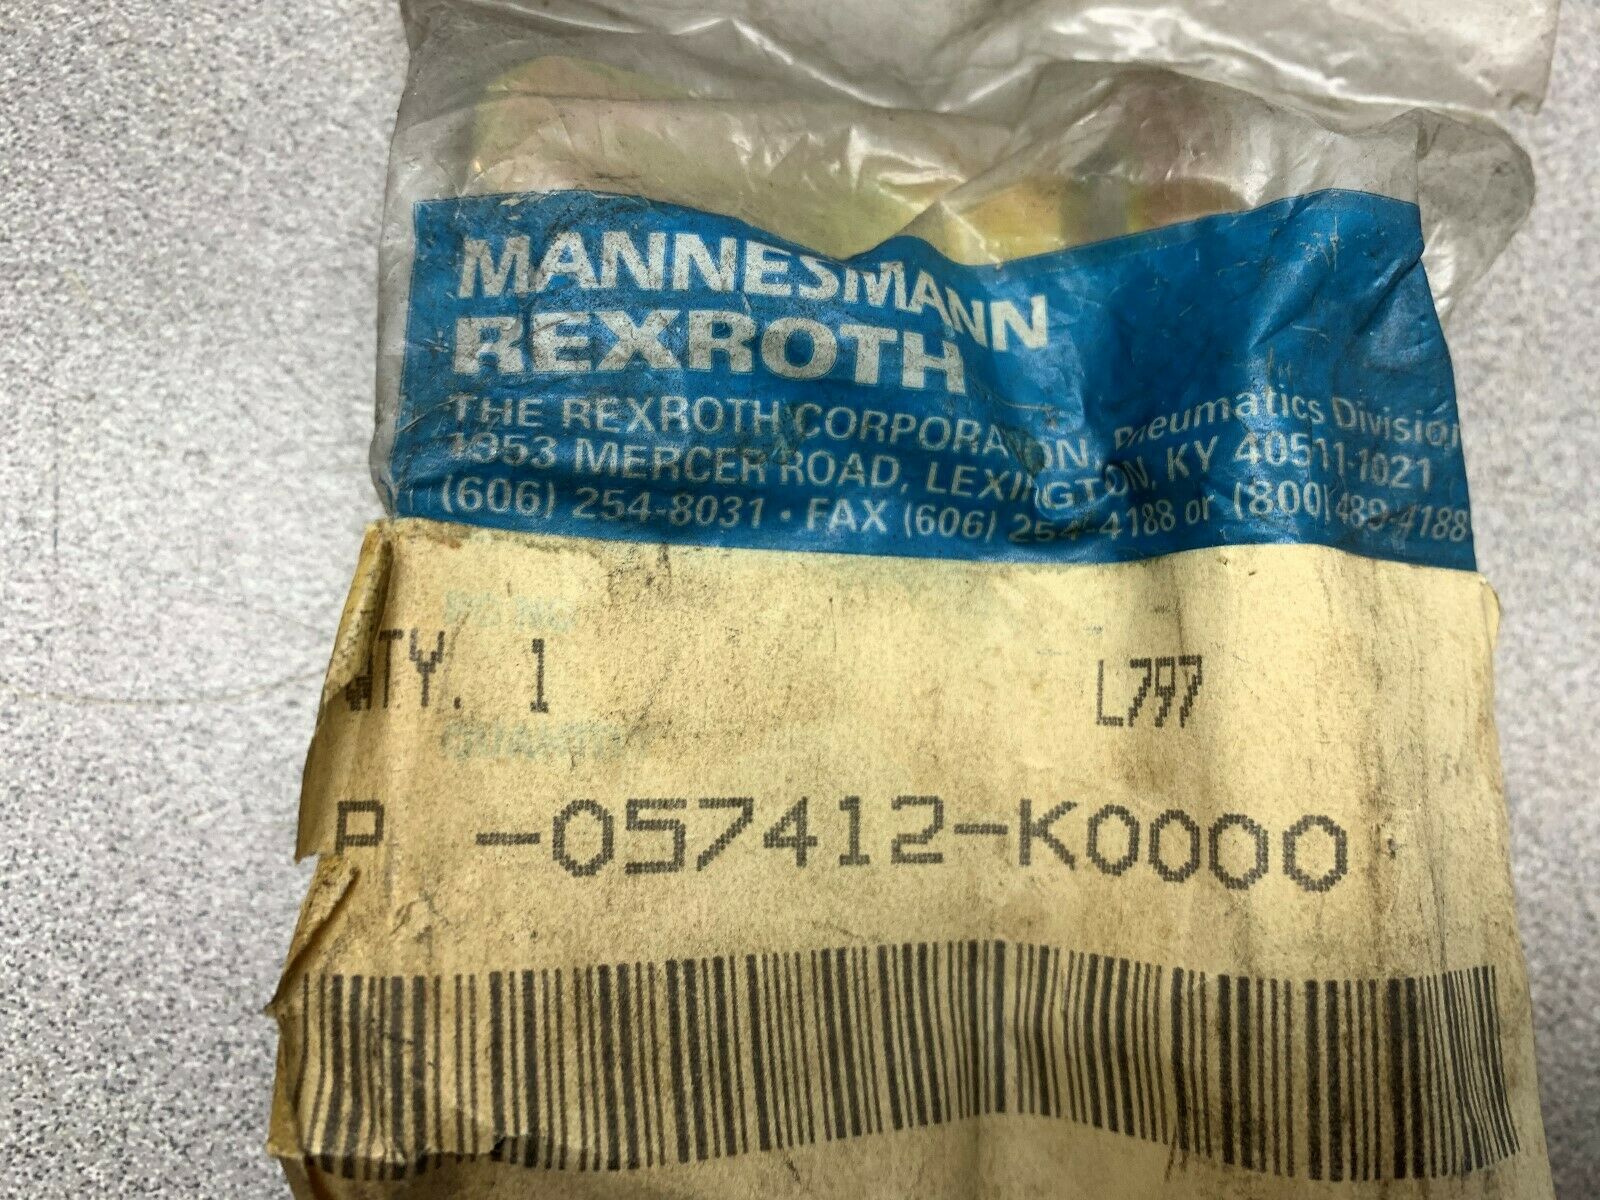 MANNESMANN
REXROTH
THE REXROTH CORPORATION, Pneumatics Division
1953 MERCER ROAD, LEXINGTON, KY 40511-1021
(606) 254-8031 • FAX (606) 254-4188 or (800) 489-4188
QTY. 1 L797
P -057412-K0000